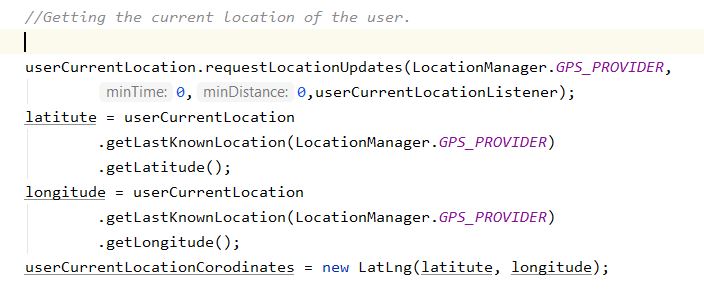 //Getting the current location of the user.
userCurrentLocation.requestLocationUpdates(LocationManager.GPS_PROVIDER,
minTime: 0, minDistance: 0,userCurrentLocationListener);
latitute = userCurrentLocation
.getLastKnownLocation(LocationManager.GPS_PROVIDER)
.getLatitude();
longitude = userCurrentLocation
.getLastKnownLocation(LocationManager.GPS_PROVIDER)
.getLongitude();
userCurrentLocationCorodinates = new LatLng(latitute, longitude);